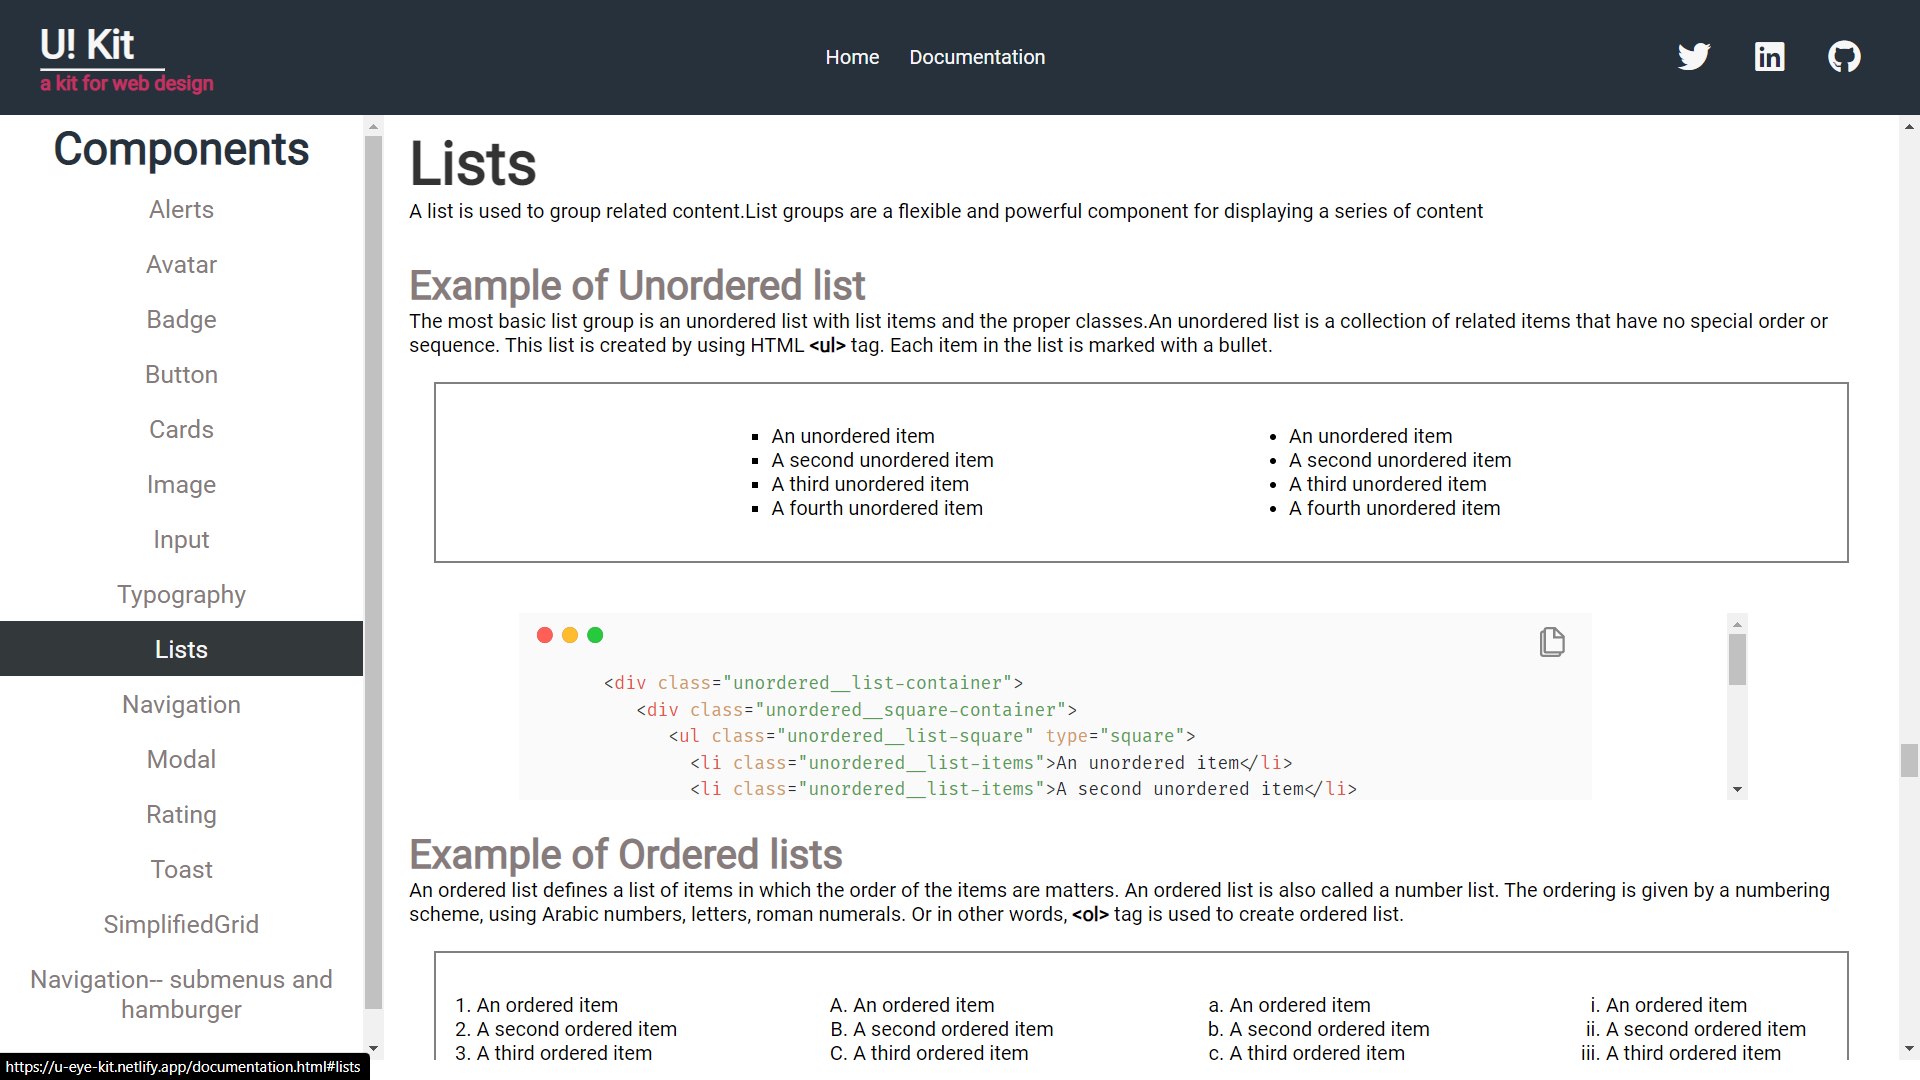 U! Kit
a kit for web design
Home Documentation
Components
Alerts
Avatar
Badge
Button
Cards
Image
Input
Typography
Lists
Navigation
Modal
Rating
Toast
SimplifiedGrid
Navigation-- submenus and
hamburger
https://u-eye-kit.netlify.app/documentation.html#lists
Lists
A list is used to group related content.List groups are a flexible and powerful component for displaying a series of content
Example of Unordered list
The most basic list group is an unordered list with list items and the proper classes.An unordered list is a collection of related items that have no special order or
sequence. This list is created by using HTML <ul> tag. Each item in the list is marked with a bullet.
▪ An unordered item
▪ A second unordered item
▪ A third unordered item
▪ A fourth unordered item
• An unordered item
• A second unordered item
• A third unordered item
• A fourth unordered item
<div class="unordered__list-container">
<div class="unordered__square-container">
<ul class="unordered__list-square" type="square">
<li class="unordered__list-items">An unordered item</li>
<li class="unordered__list-items">A second unordered item</li>
Example of Ordered lists
An ordered list defines a list of items in which the order of the items are matters. An ordered list is also called a number list. The ordering is given by a numbering
scheme, using Arabic numbers, letters, roman numerals. Or in other words, <ol> tag is used to create ordered list.
1. An ordered item
2. A second ordered item
3. A third ordered item
A. An ordered item
B. A second ordered item
C. A third ordered item
a. An ordered item
b. A second ordered item
c. A third ordered item
i. An ordered item
ii. A second ordered item
iii. A third ordered item